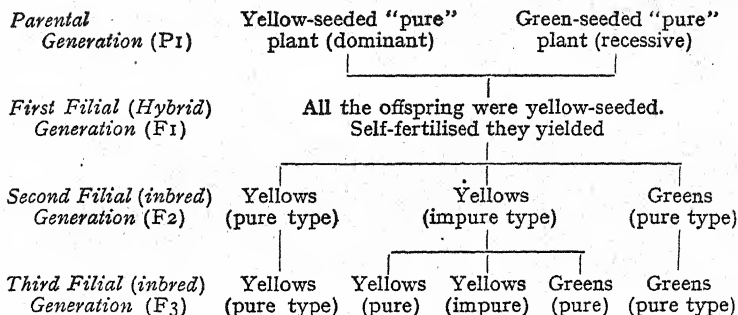 Parental Yellow-seeded “pure” Green-seeded “pure”
Generation (P1) plant (dominant) plant (recessive)
First Filial (Hybrid) All the offspring were yellow-seeded.
Generation (F1) Self-fertilised they yielded
Second Filial (inbred) Yellows Yellows Greens
Generation (F2) (pure type) (impure type) (pure type)
Third Filial (inbred) Yellows Yellows Yellows Greens Greens
Generation (F3) (pure type) (pure) (impure) (pure) (pure type)